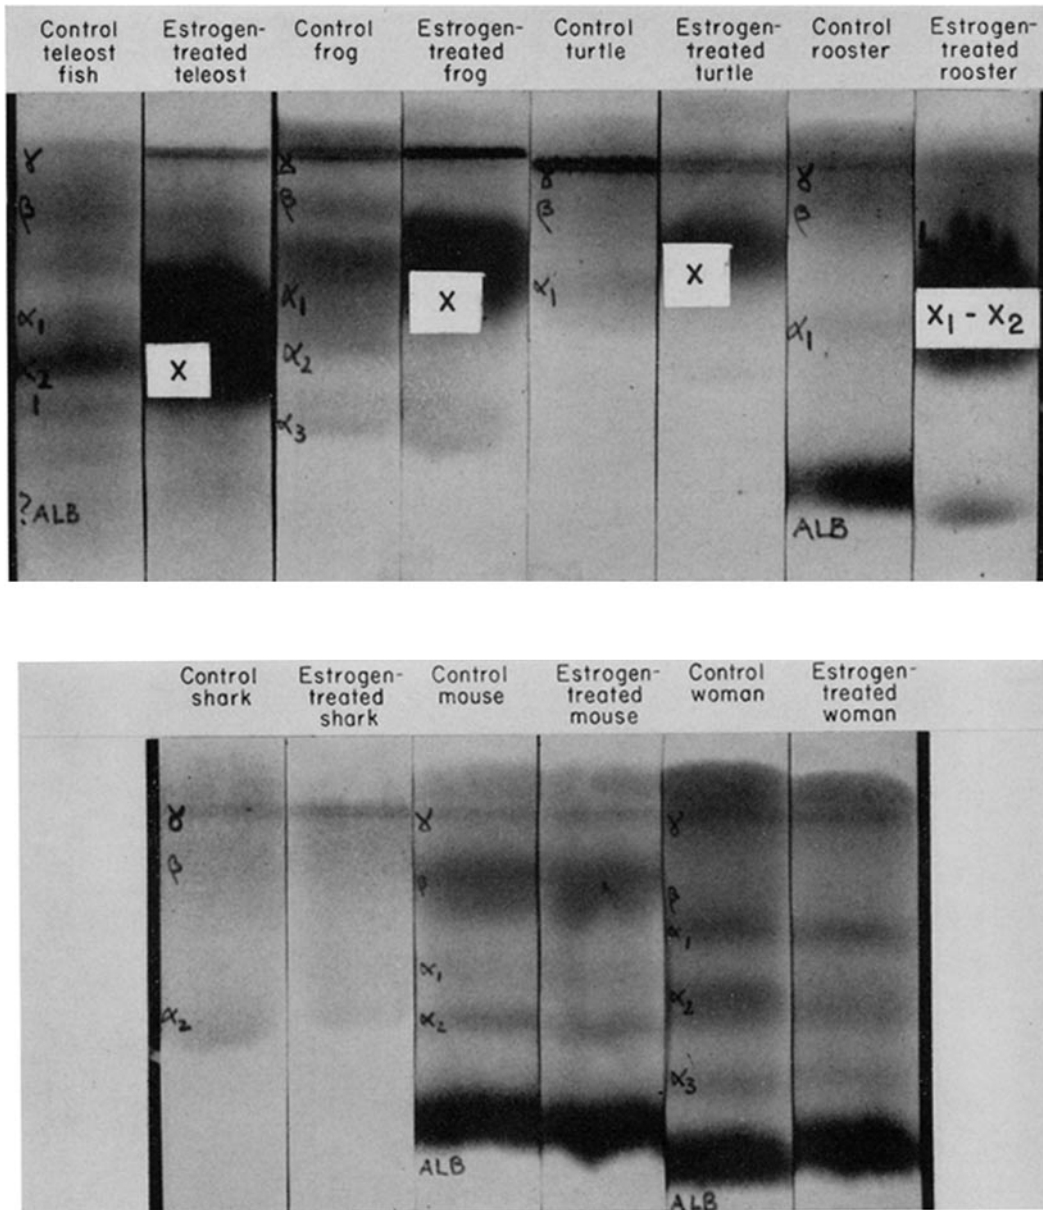 Control teleost fish
Estrogen-treated teleost
Control frog
Estrogen-treated frog
Control turtle
Estrogen-treated turtle
Control rooster
Estrogen-treated rooster
γ
β
α1
α2
1
?ALB
X
γ
β
α1
α2
α3
X
γ
β
α1
X
γ
β
α1
ALB
X1 - X2
Control shark
Estrogen-treated shark
Control mouse
Estrogen-treated mouse
Control woman
Estrogen-treated woman
γ
β
α2
γ
β
α1
α2
ALB
γ
β
α1
α2
α3
ALB